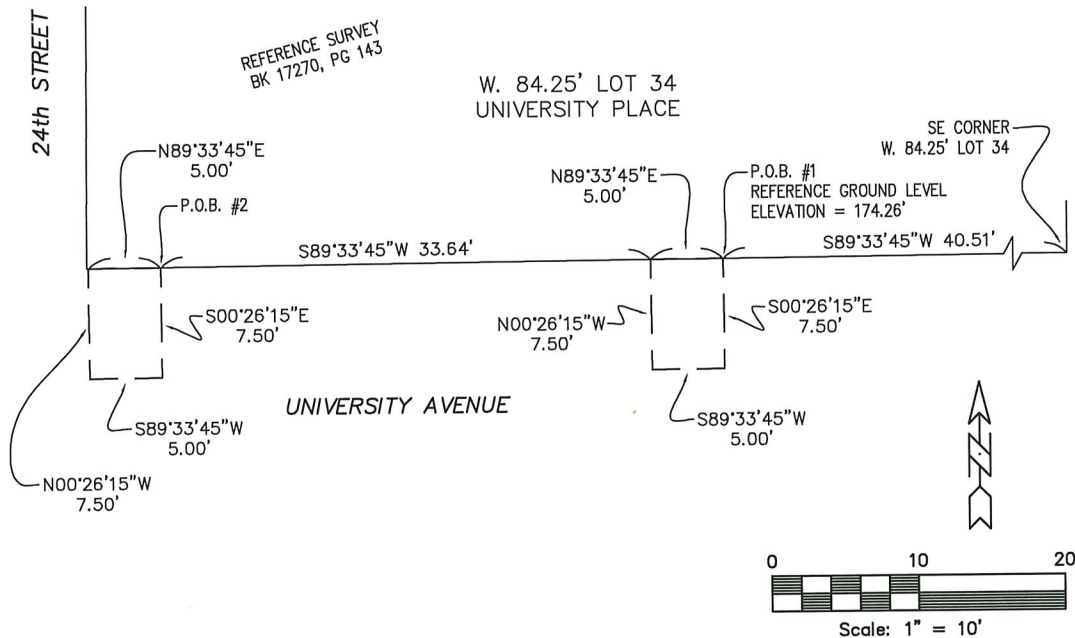 24th STREET
REFERENCE SURVEY
BK 17270, PG 143
W. 84.25' LOT 34
UNIVERSITY PLACE
SE CORNER
W. 84.25' LOT 34
N89°33'45"E
5.00'
P.O.B. #2
N89°33'45"E
5.00'
P.O.B. #1
REFERENCE GROUND LEVEL
ELEVATION = 174.26'
S89°33'45"W 33.64'
S89°33'45"W 40.51'
S00°26'15"E
7.50'
N00°26'15"W
7.50'
S00°26'15"E
7.50'
UNIVERSITY AVENUE
S89°33'45"W
5.00'
S89°33'45"W
5.00'
N00°26'15"W
7.50'
N
0 10 20
Scale: 1" = 10'